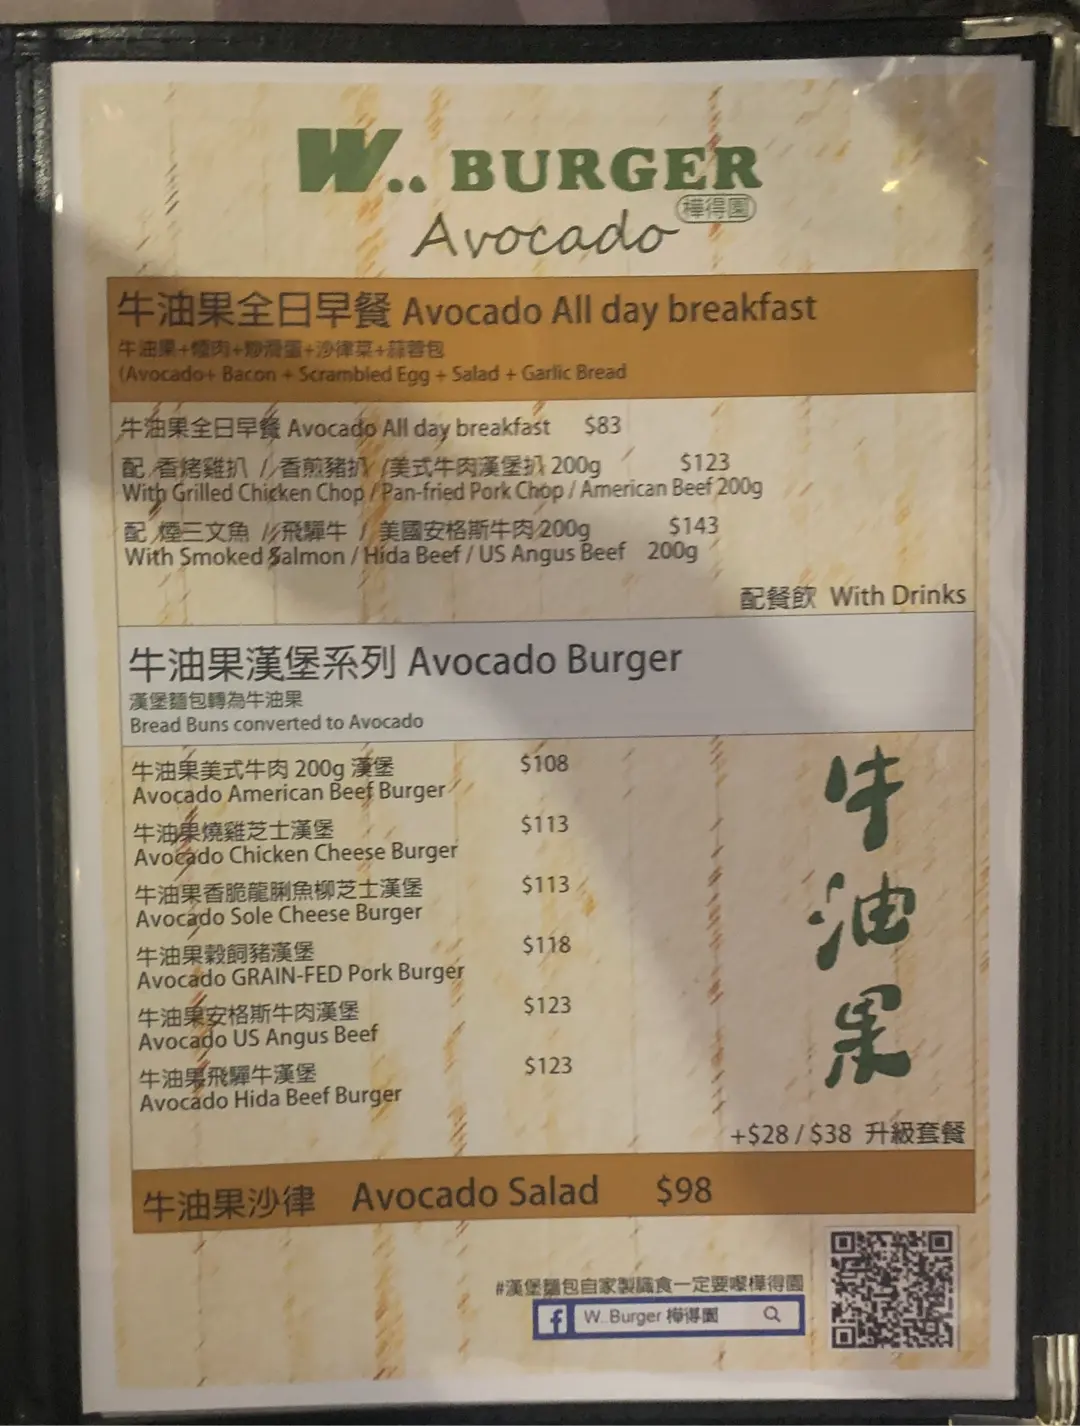 W.. BURGER
樺得園
Avocado
牛油果全日早餐 Avocado All day breakfast
牛油果+煙肉+炒滑蛋+沙律菜+蒜蓉包
(Avocado+ Bacon + Scrambled Egg + Salad + Garlic Bread
牛油果全日早餐 Avocado All day breakfast $83
配 香烤雞扒 / 香煎豬扒 /美式牛肉漢堡扒 200g $123
With Grilled Chicken Chop / Pan-fried Pork Chop / American Beef 200g
配 煙三文魚 / 飛驒牛 / 美國安格斯牛肉 200g $143
With Smoked Salmon / Hida Beef / US Angus Beef 200g
配餐飲 With Drinks
牛油果漢堡系列 Avocado Burger
漢堡麵包轉為牛油果
Bread Buns converted to Avocado
牛油果美式牛肉 200g 漢堡 $108
Avocado American Beef Burger
牛油果燒雞芝士漢堡 $113
Avocado Chicken Cheese Burger
牛油果香脆龍脷魚柳芝士漢堡 $113
Avocado Sole Cheese Burger
牛油果穀飼豬漢堡 $118
Avocado GRAIN-FED Pork Burger
牛油果安格斯牛肉漢堡 $123
Avocado US Angus Beef
牛油果飛驒牛漢堡 $123
Avocado Hida Beef Burger
牛油果
+$28 / $38 升級套餐
牛油果沙律 Avocado Salad $98
#漢堡麵包自家製識食一定要嚟樺得園
f W..Burger 樺得園